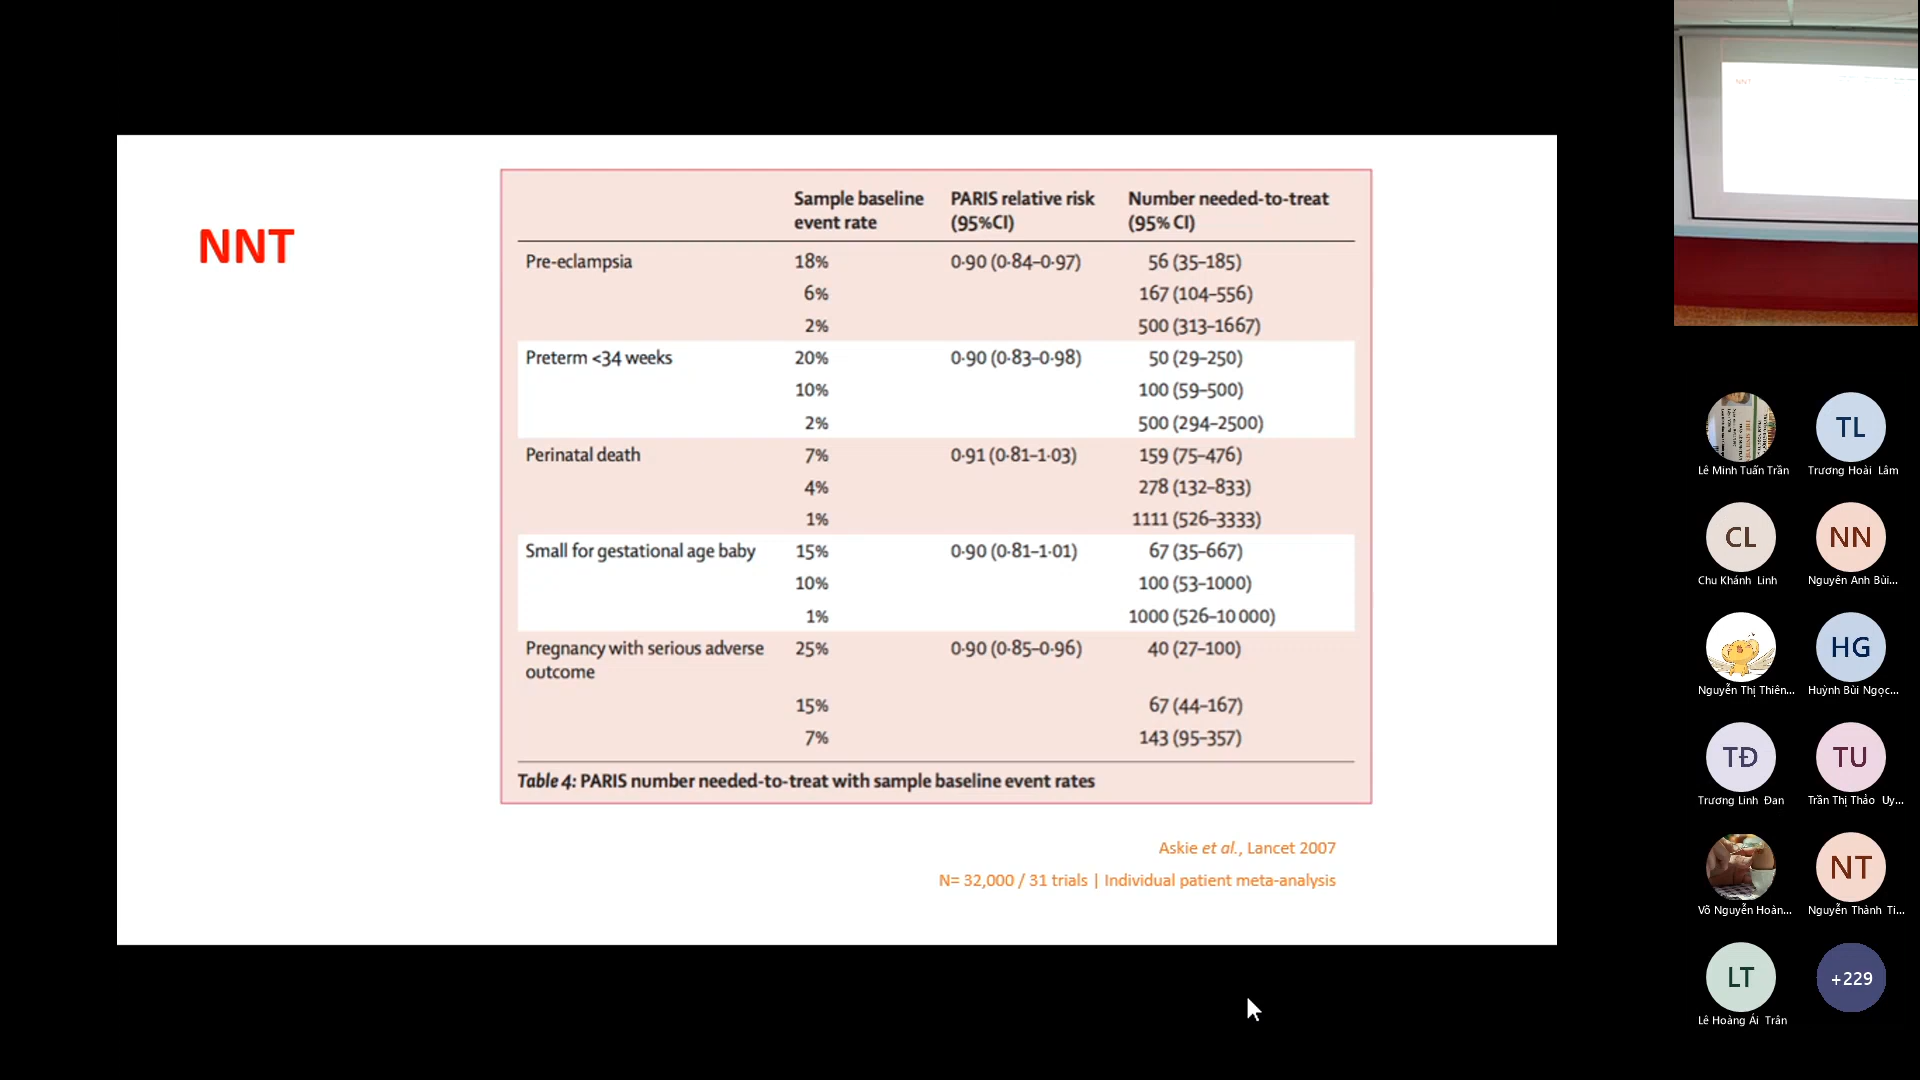 NNT
Sample baseline event rate PARIS relative risk (95%CI) Number needed-to-treat (95% CI)
Pre-eclampsia 18% 0·90 (0·84–0·97) 56 (35–185)
6% 167 (104–556)
2% 500 (313–1667)
Preterm <34 weeks 20% 0·90 (0·83–0·98) 50 (29–250)
10% 100 (59–500)
2% 500 (294–2500)
Perinatal death 7% 0·91 (0·81–1·03) 159 (75–476)
4% 278 (132–833)
1% 1111 (526–3333)
Small for gestational age baby 15% 0·90 (0·81–1·01) 67 (35–667)
10% 100 (53–1000)
1% 1000 (526–10 000)
Pregnancy with serious adverse outcome 25% 0·90 (0·85–0·96) 40 (27–100)
15% 67 (44–167)
7% 143 (95–357)
Table 4: PARIS number needed-to-treat with sample baseline event rates
Askie et al., Lancet 2007
N= 32,000 / 31 trials | Individual patient meta-analysis
NNT
Lê Minh Tuấn Trần
TL
Trương Hoài Lâm
CL
Chu Khánh Linh
NN
Nguyên Anh Bùi...
Nguyễn Thị Thiên...
HG
Huỳnh Bùi Ngọc...
TĐ
Trương Linh Đan
TU
Trần Thị Thảo Uy...
Võ Nguyễn Hoàn...
NT
Nguyễn Thành Ti...
LT
Lê Hoàng Ái Trân
+229